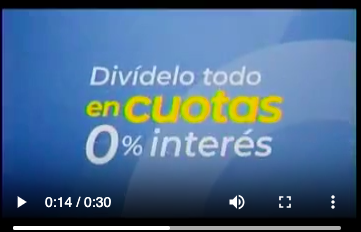 Divídelo todo
en cuotas
0% interés
0:14 / 0:30